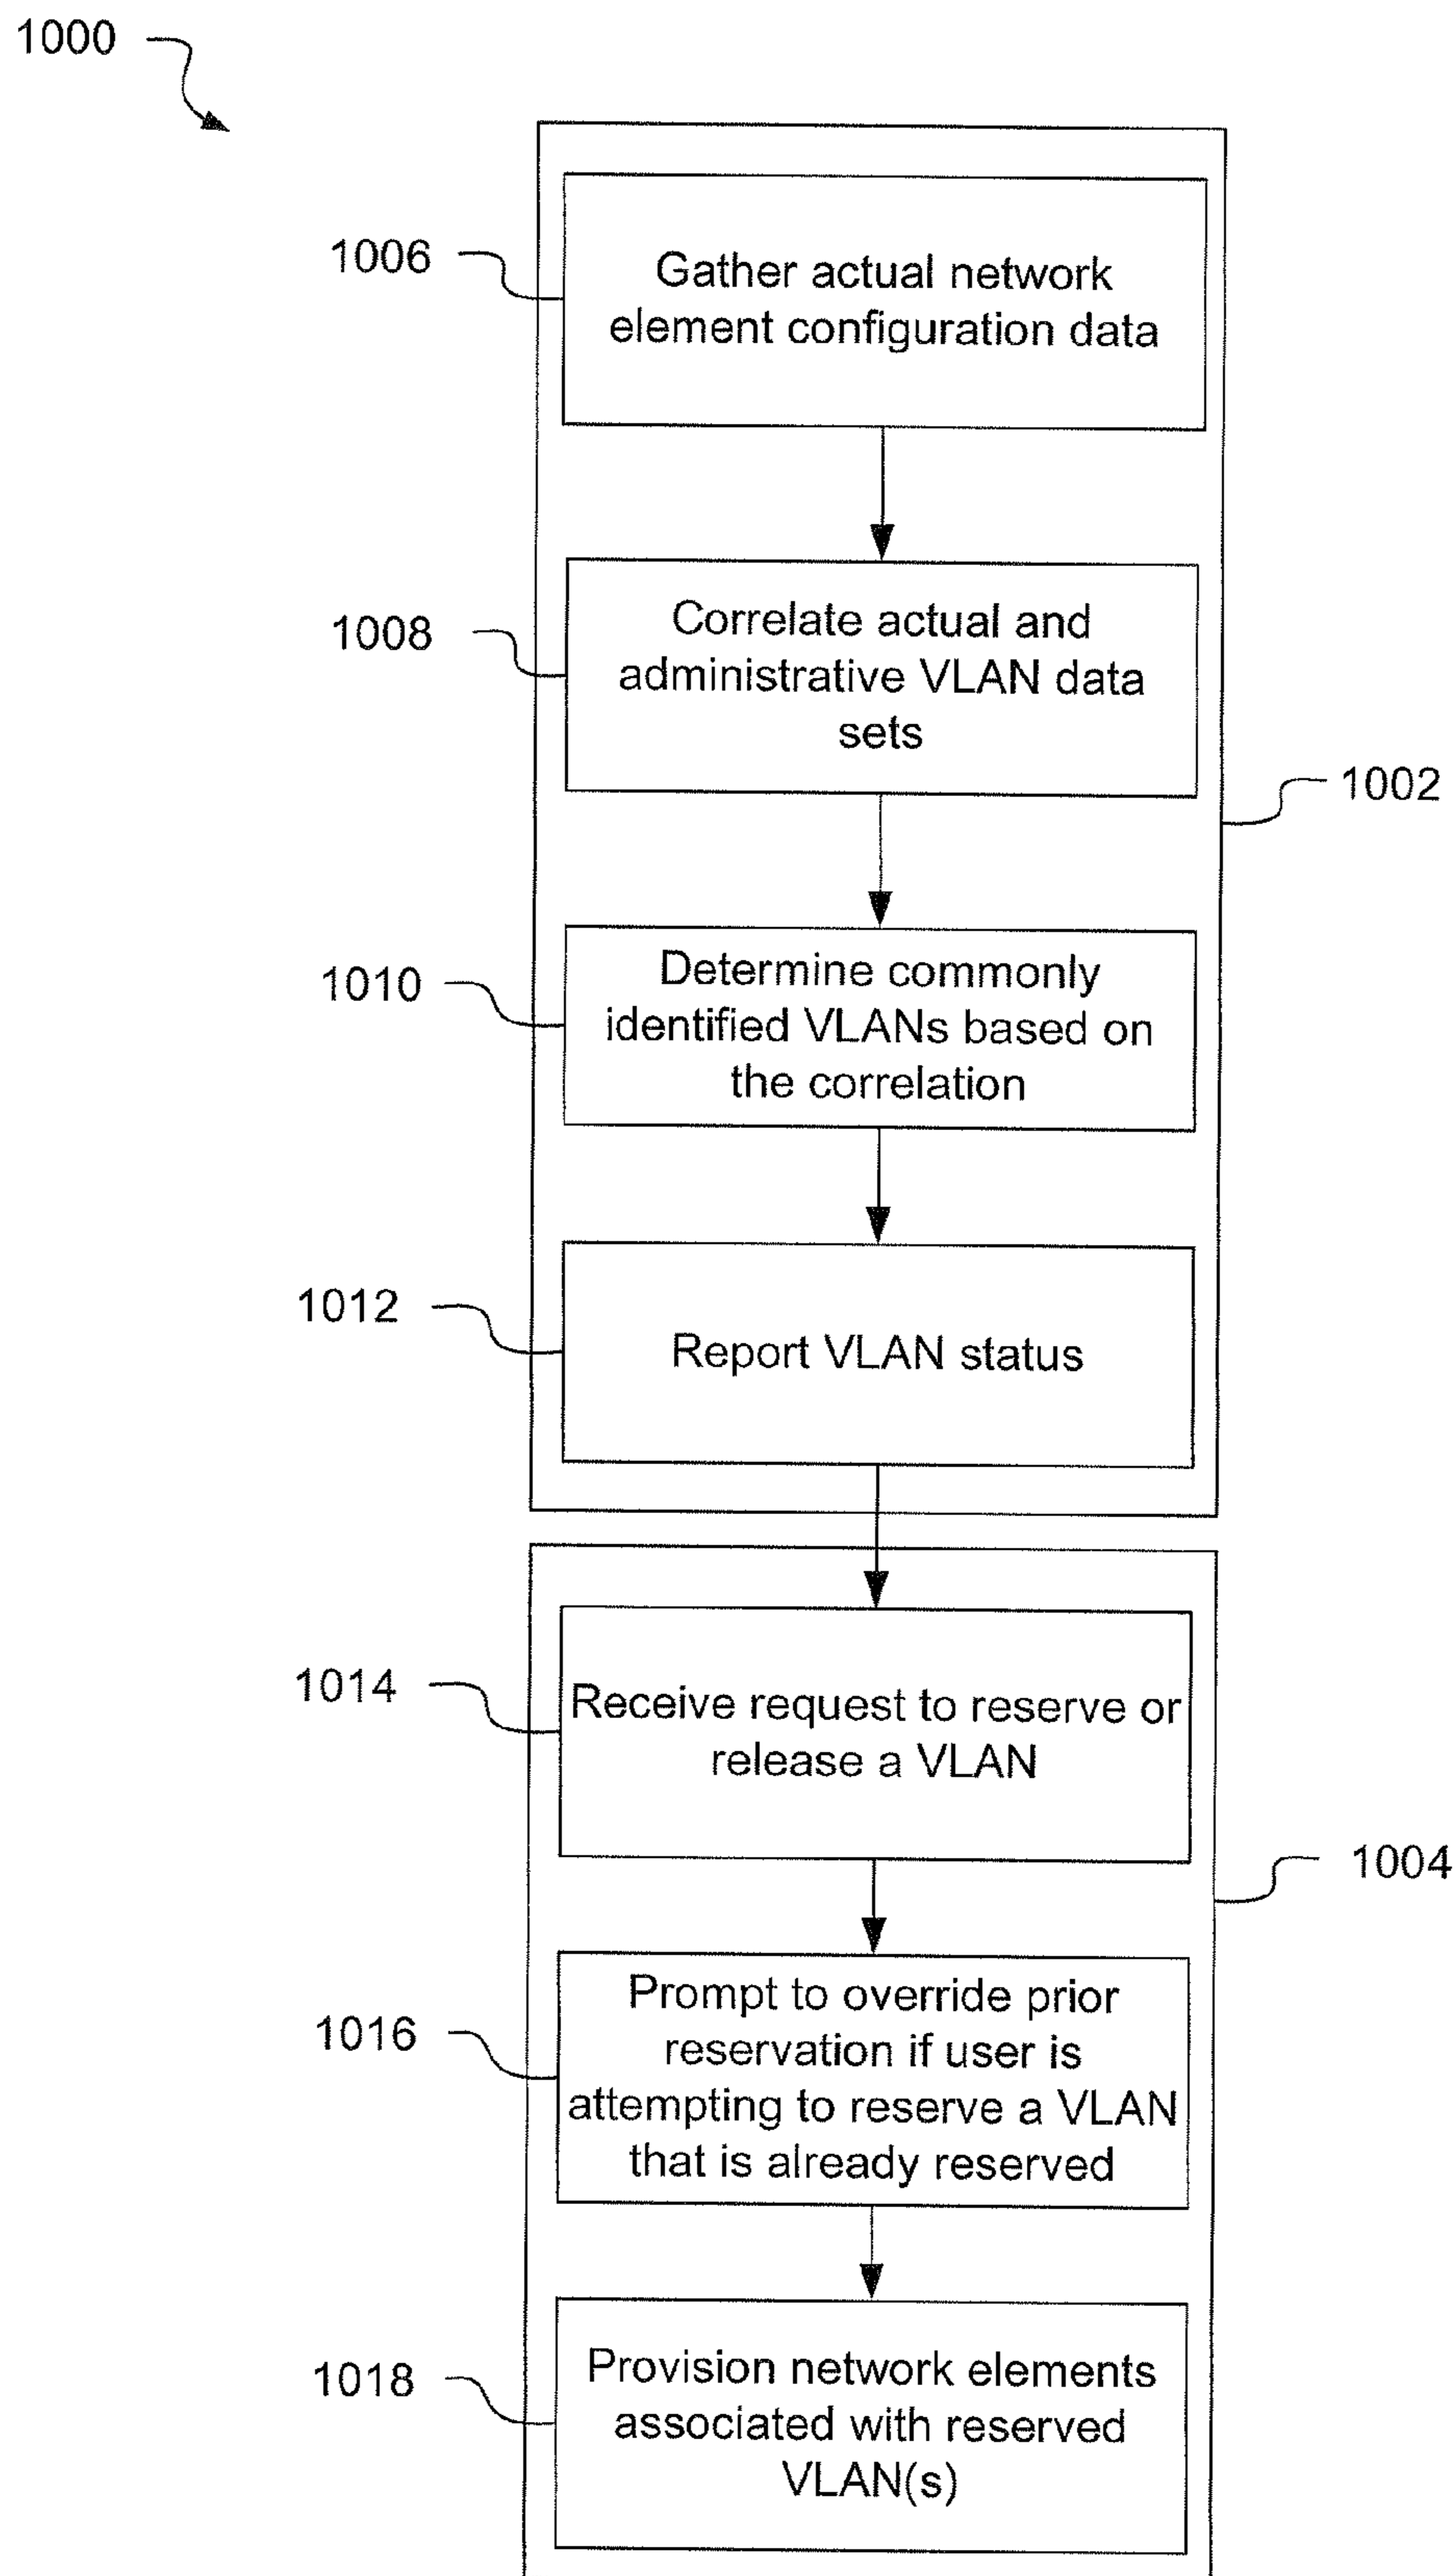 1000
1006
Gather actual network
element configuration data
1008
Correlate actual and
administrative VLAN data
sets
1002
1010
Determine commonly
identified VLANs based on
the correlation
1012
Report VLAN status
1014
Receive request to reserve or
release a VLAN
1004
1016
Prompt to override prior
reservation if user is
attempting to reserve a VLAN
that is already reserved
1018
Provision network elements
associated with reserved
VLAN(s)